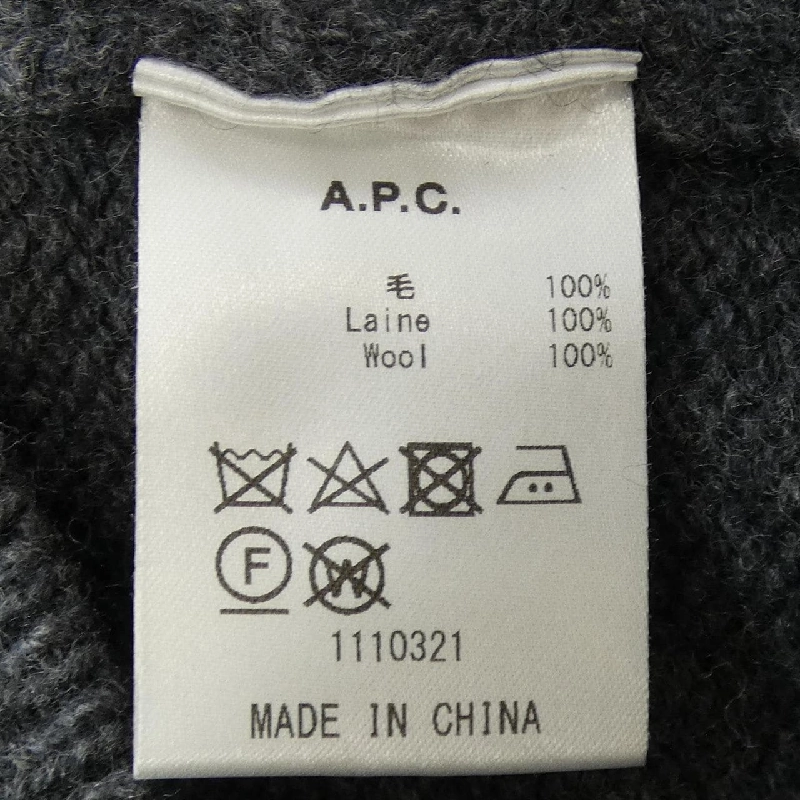 A.P.C.
毛 100%
Laine 100%
Wool 100%
F W
1110321
MADE IN CHINA